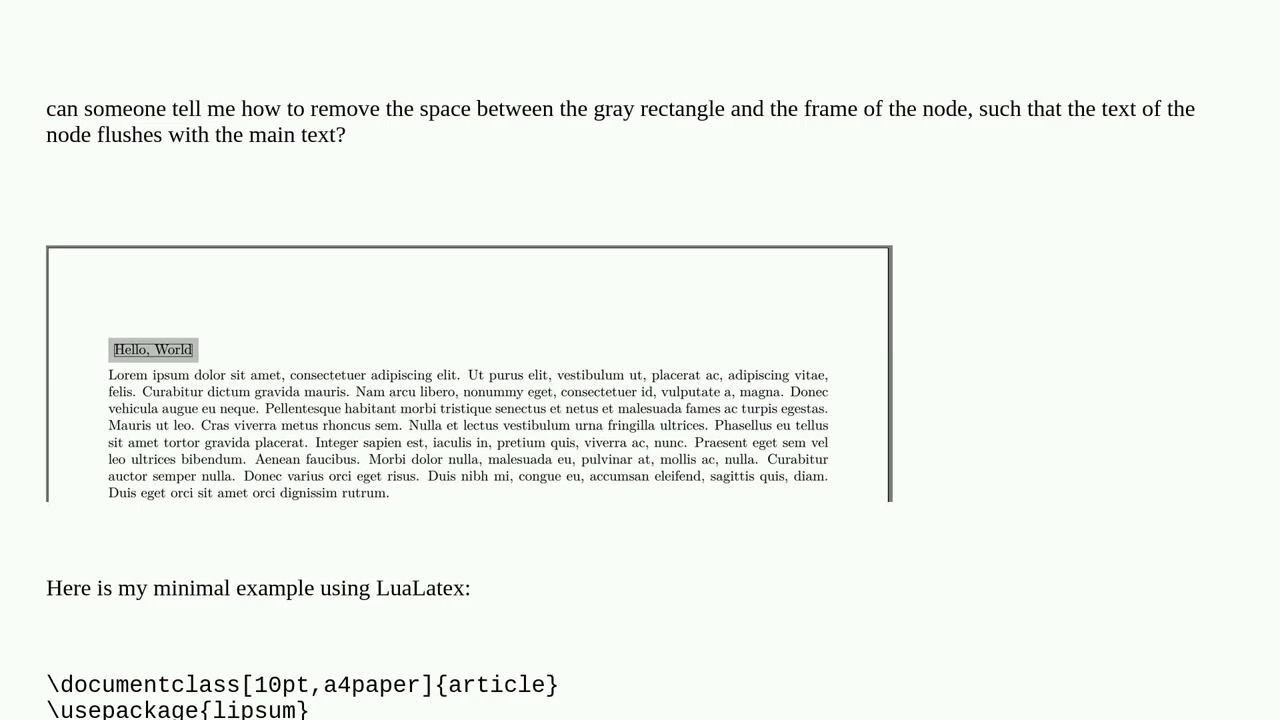 can someone tell me how to remove the space between the gray rectangle and the frame of the node, such that the text of the
node flushes with the main text?
Hello, World
Lorem ipsum dolor sit amet, consectetuer adipiscing elit. Ut purus elit, vestibulum ut, placerat ac, adipiscing vitae,
felis. Curabitur dictum gravida mauris. Nam arcu libero, nonummy eget, consectetuer id, vulputate a, magna. Donec
vehicula augue eu neque. Pellentesque habitant morbi tristique senectus et netus et malesuada fames ac turpis egestas.
Mauris ut leo. Cras viverra metus rhoncus sem. Nulla et lectus vestibulum urna fringilla ultrices. Phasellus eu tellus
sit amet tortor gravida placerat. Integer sapien est, iaculis in, pretium quis, viverra ac, nunc. Praesent eget sem vel
leo ultrices bibendum. Aenean faucibus. Morbi dolor nulla, malesuada eu, pulvinar at, mollis ac, nulla. Curabitur
auctor semper nulla. Donec varius orci eget risus. Duis nibh mi, congue eu, accumsan eleifend, sagittis quis, diam.
Duis eget orci sit amet orci dignissim rutrum.
Here is my minimal example using LuaLatex:
\documentclass[10pt,a4paper]{article}
\usepackage{lipsum}